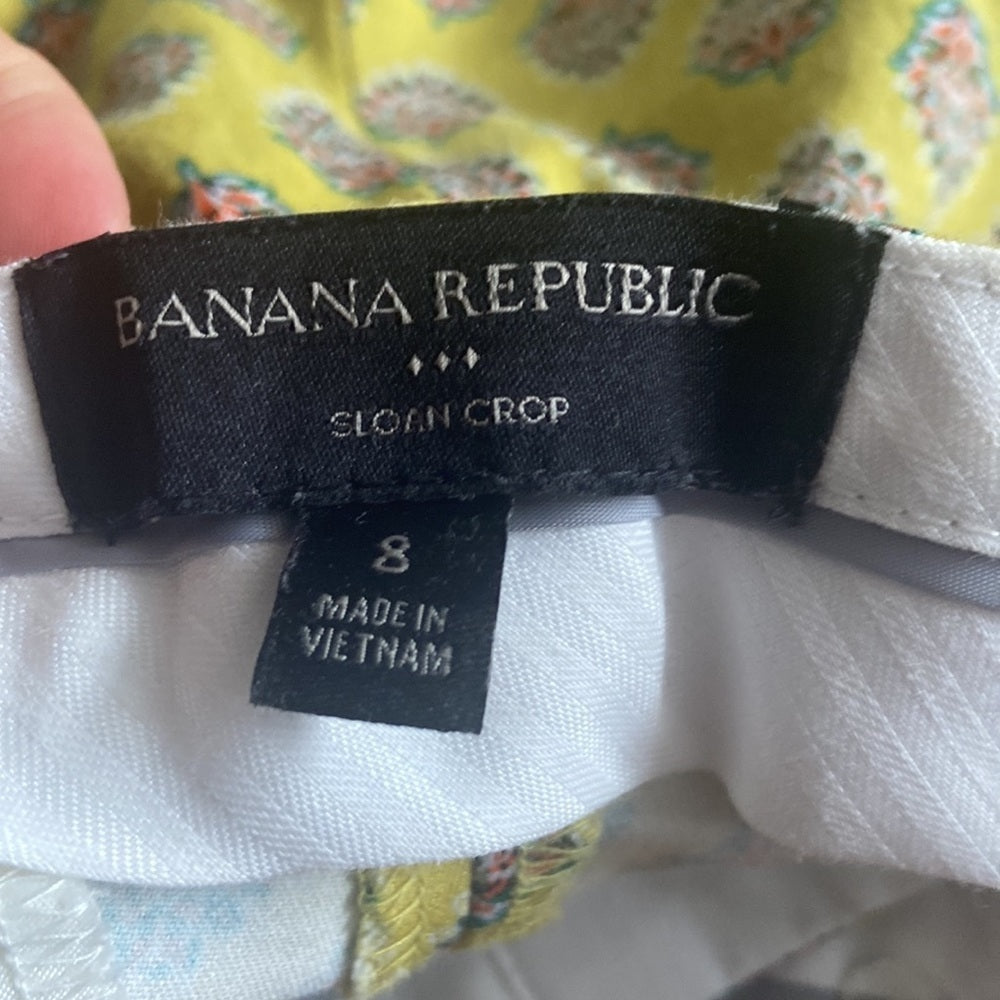 BANANA REPUBLIC
SLOAN CROP
8
MADE IN
VIETNAM